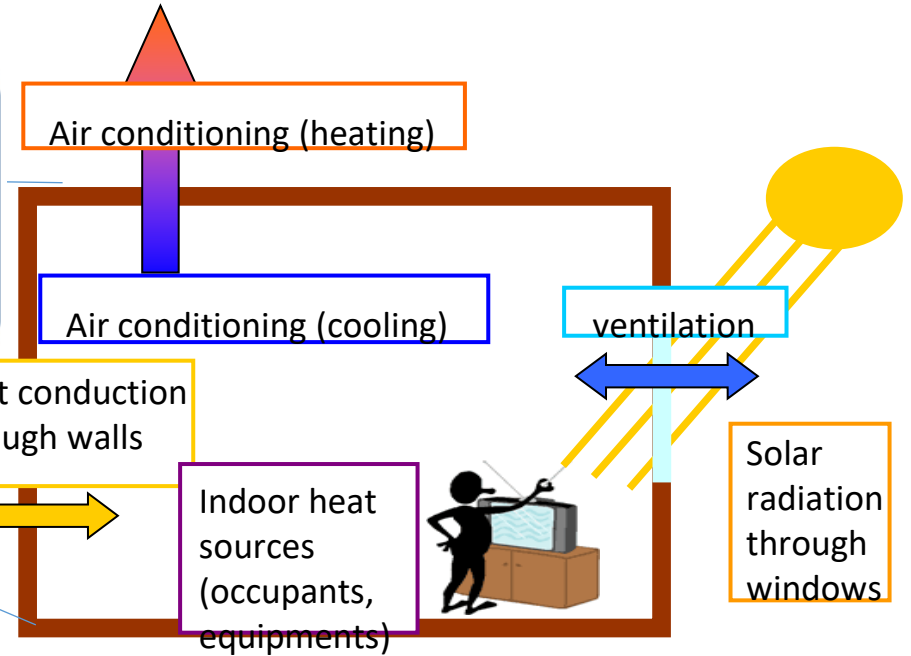 Air conditioning (heating)
Air conditioning (cooling)
ventilation
t conduction
ugh walls
Indoor heat
sources
(occupants,
equipments)
Solar
radiation
through
windows